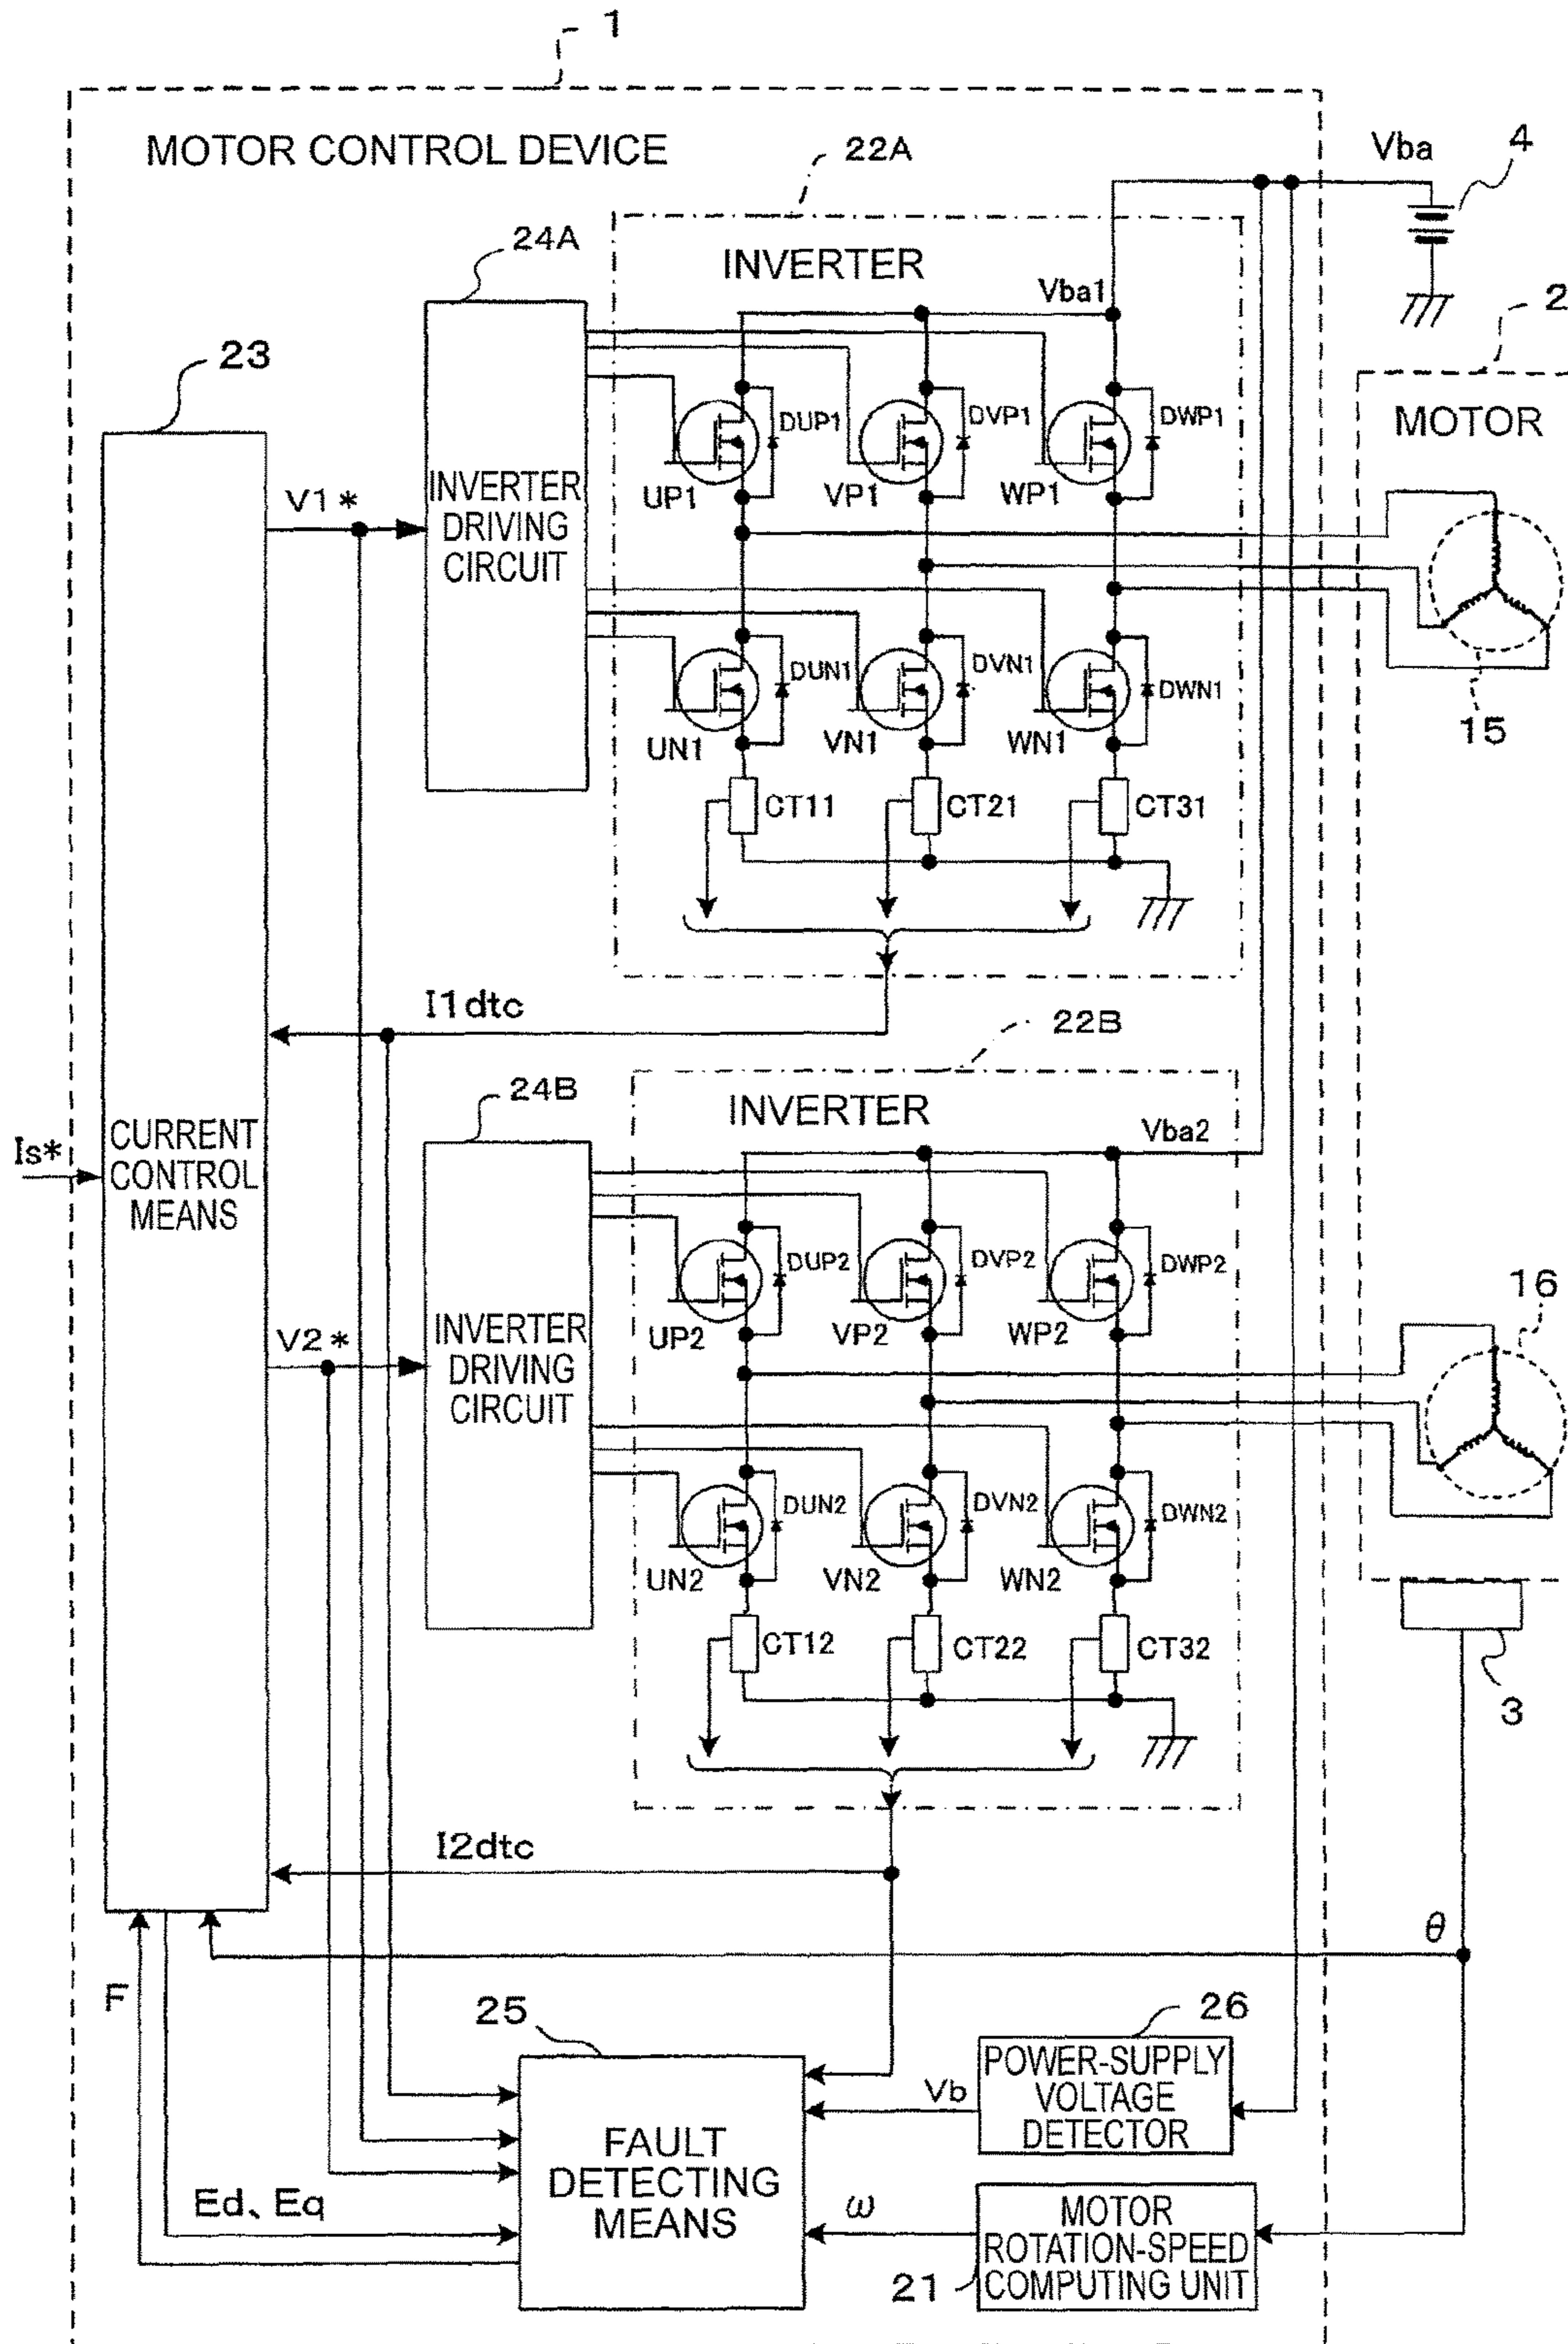 1
MOTOR CONTROL DEVICE
22A
Vba
4
24A
INVERTER
Vba1
2
23
MOTOR
DUP1
DVP1
DWP1
V1*
INVERTER
DRIVING
CIRCUIT
UP1
VP1
WP1
DUN1
DVN1
DWN1
15
UN1
VN1
WN1
CT11
CT21
CT31
I1dtc
22B
24B
INVERTER
Vba2
Is*
CURRENT
CONTROL
MEANS
DUP2
DVP2
DWP2
16
V2*
INVERTER
DRIVING
CIRCUIT
UP2
VP2
WP2
DUN2
DVN2
DWN2
UN2
VN2
WN2
CT12
CT22
CT32
3
I2dtc
θ
F
25
26
POWER-SUPPLY
VOLTAGE
DETECTOR
Vb
FAULT
DETECTING
MEANS
Ed、Eq
ω
MOTOR
ROTATION-SPEED
COMPUTING UNIT
21